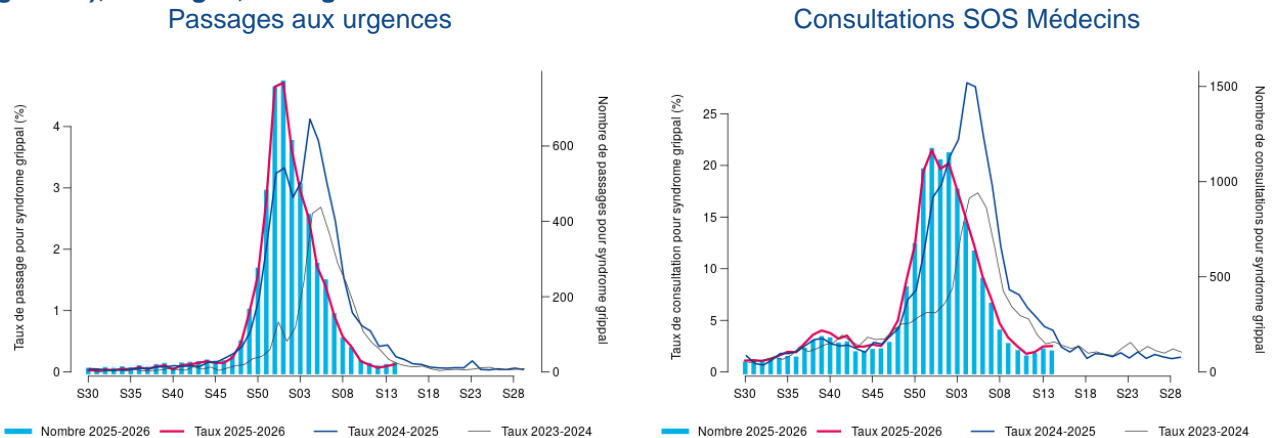 Passages aux urgences
Taux de passage pour syndrome grippal (%)
4
3
2
1
0
600
400
200
0
Nombre de passages pour syndrome grippal
S30 S35 S40 S45 S50 S03 S08 S13 S18 S23 S28
Nombre 2025-2026 Taux 2025-2026 Taux 2024-2025 Taux 2023-2024
Consultations SOS Médecins
Taux de consultation pour syndrome grippal (%)
25
20
15
10
5
0
1500
1000
500
0
Nombre de consultations pour syndrome grippal
S30 S35 S40 S45 S50 S03 S08 S13 S18 S23 S28
Nombre 2025-2026 Taux 2025-2026 Taux 2024-2025 Taux 2023-2024